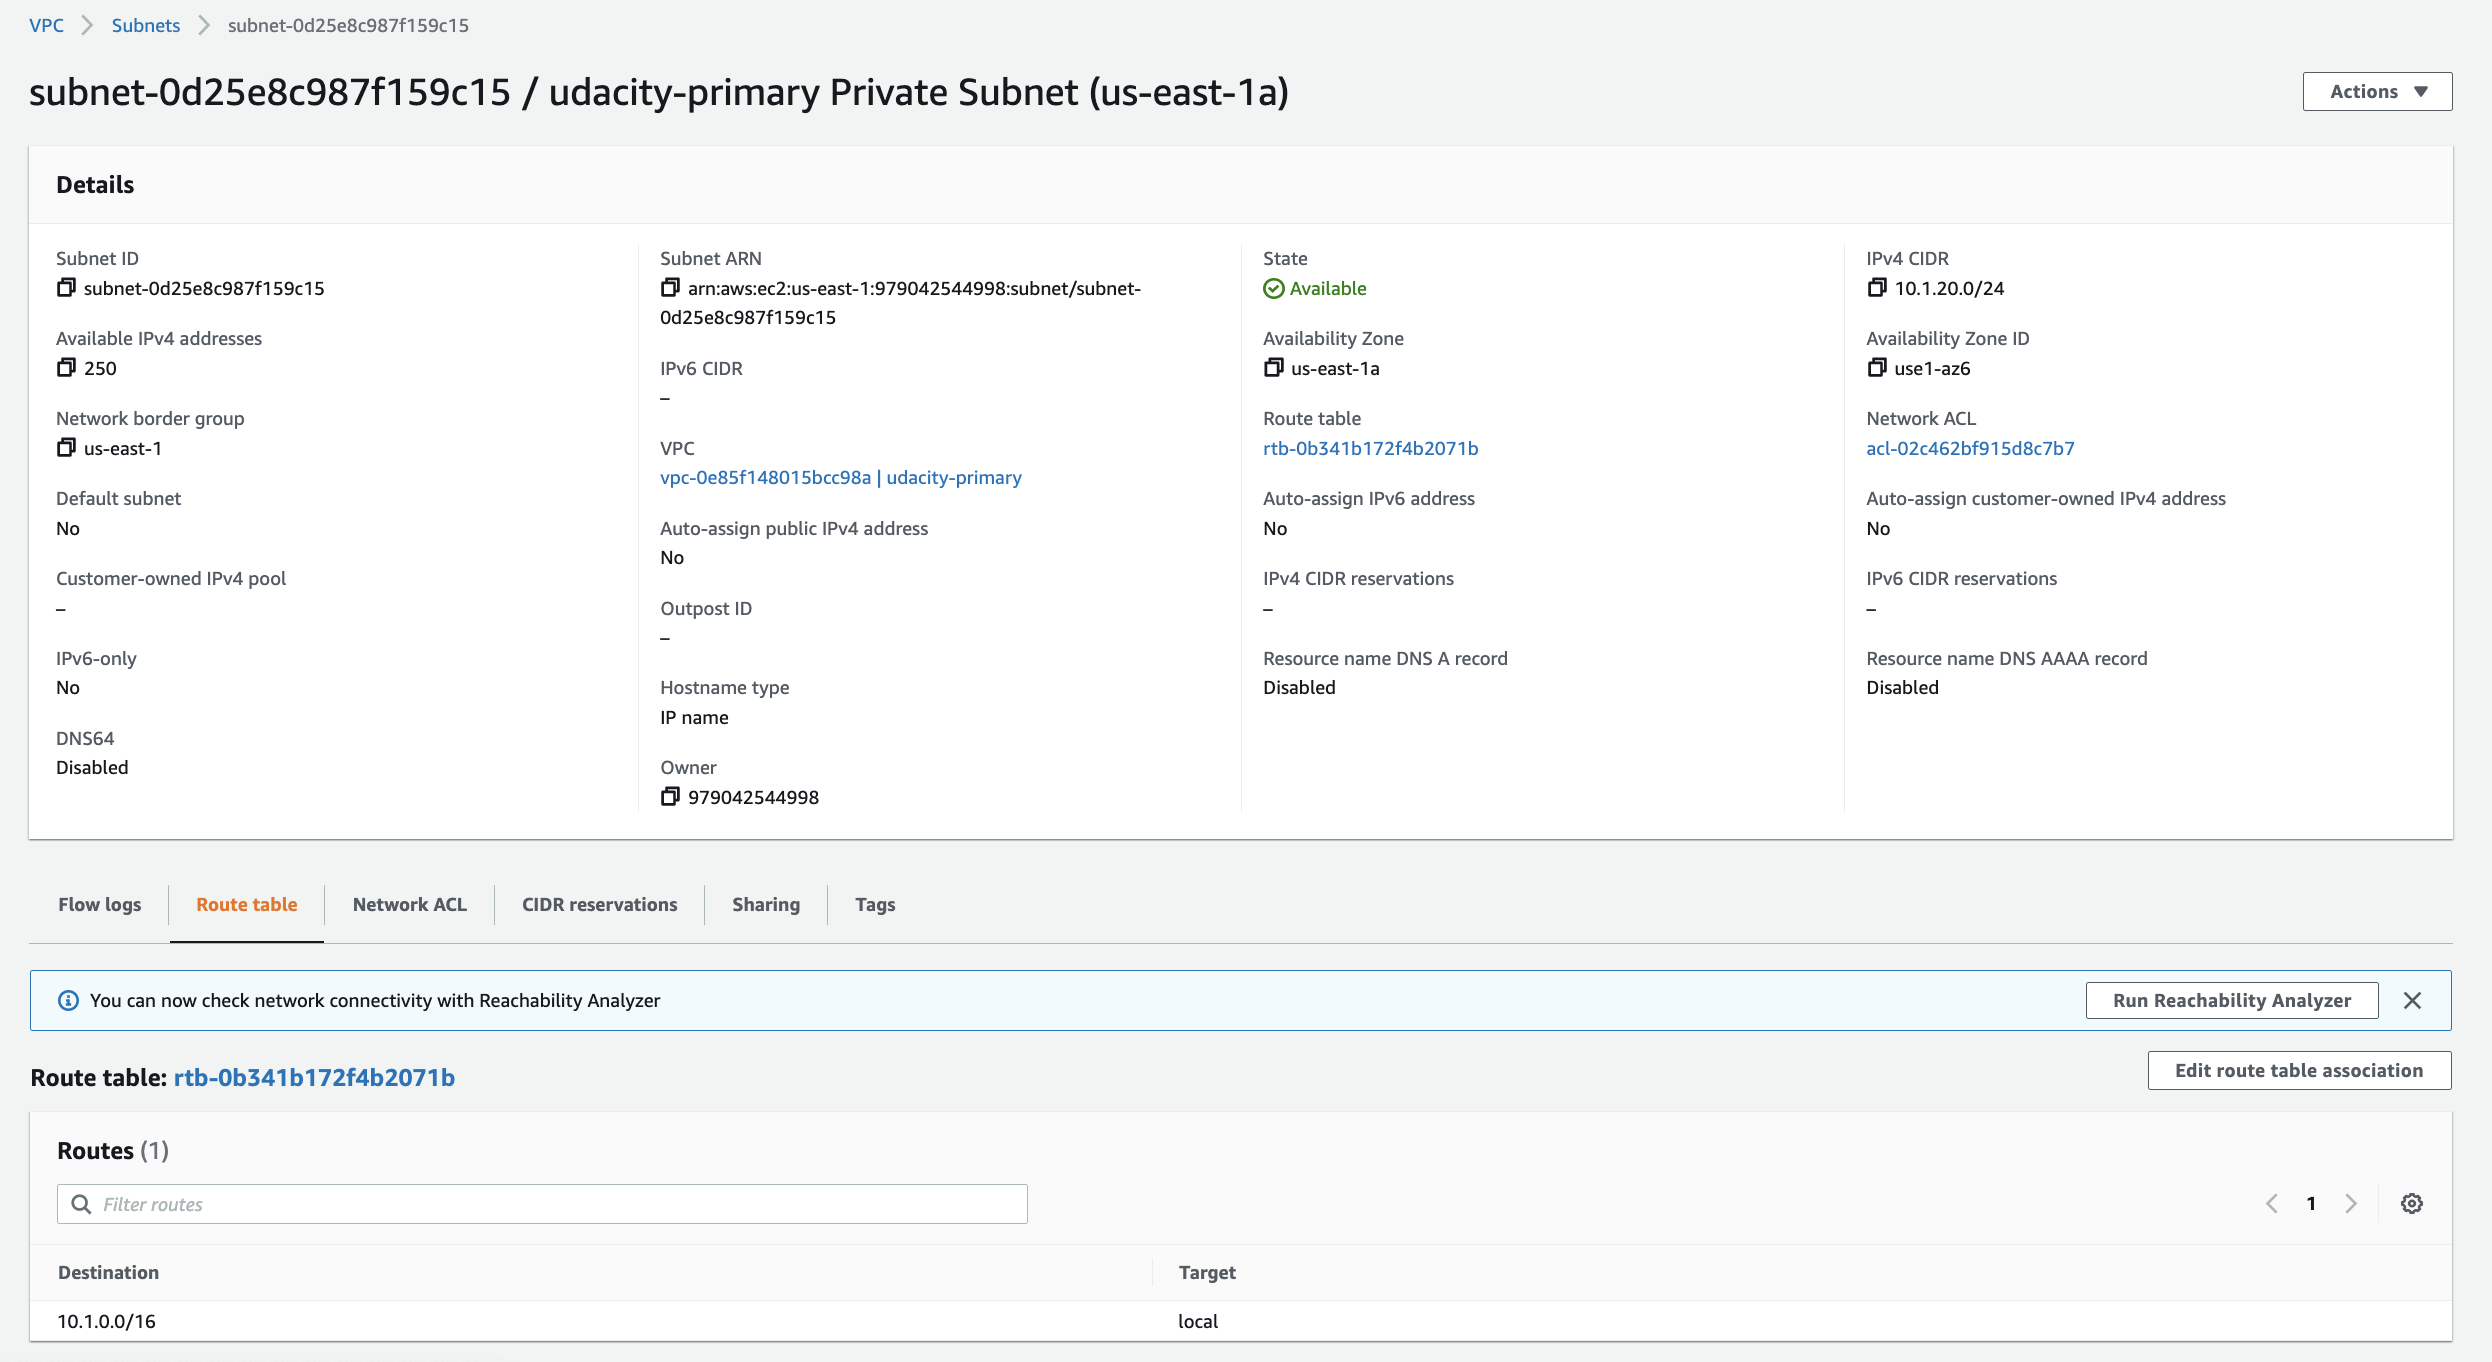 VPC > Subnets > subnet-0d25e8c987f159c15
subnet-0d25e8c987f159c15 / udacity-primary Private Subnet (us-east-1a)
Actions
Details
Subnet ID
subnet-0d25e8c987f159c15
Available IPv4 addresses
250
Network border group
us-east-1
Default subnet
No
Customer-owned IPv4 pool
–
IPv6-only
No
DNS64
Disabled
Subnet ARN
arn:aws:ec2:us-east-1:979042544998:subnet/subnet-
0d25e8c987f159c15
IPv6 CIDR
–
VPC
vpc-0e85f148015bcc98a | udacity-primary
Auto-assign public IPv4 address
No
Outpost ID
–
Hostname type
IP name
Owner
979042544998
State
Available
Availability Zone
us-east-1a
Route table
rtb-0b341b172f4b2071b
Auto-assign IPv6 address
No
IPv4 CIDR reservations
–
Resource name DNS A record
Disabled
IPv4 CIDR
10.1.20.0/24
Availability Zone ID
use1-az6
Network ACL
acl-02c462bf915d8c7b7
Auto-assign customer-owned IPv4 address
No
IPv6 CIDR reservations
–
Resource name DNS AAAA record
Disabled
Flow logs
Route table
Network ACL
CIDR reservations
Sharing
Tags
You can now check network connectivity with Reachability Analyzer
Run Reachability Analyzer
Route table: rtb-0b341b172f4b2071b
Edit route table association
Routes (1)
Filter routes
1
Destination
Target
10.1.0.0/16
local